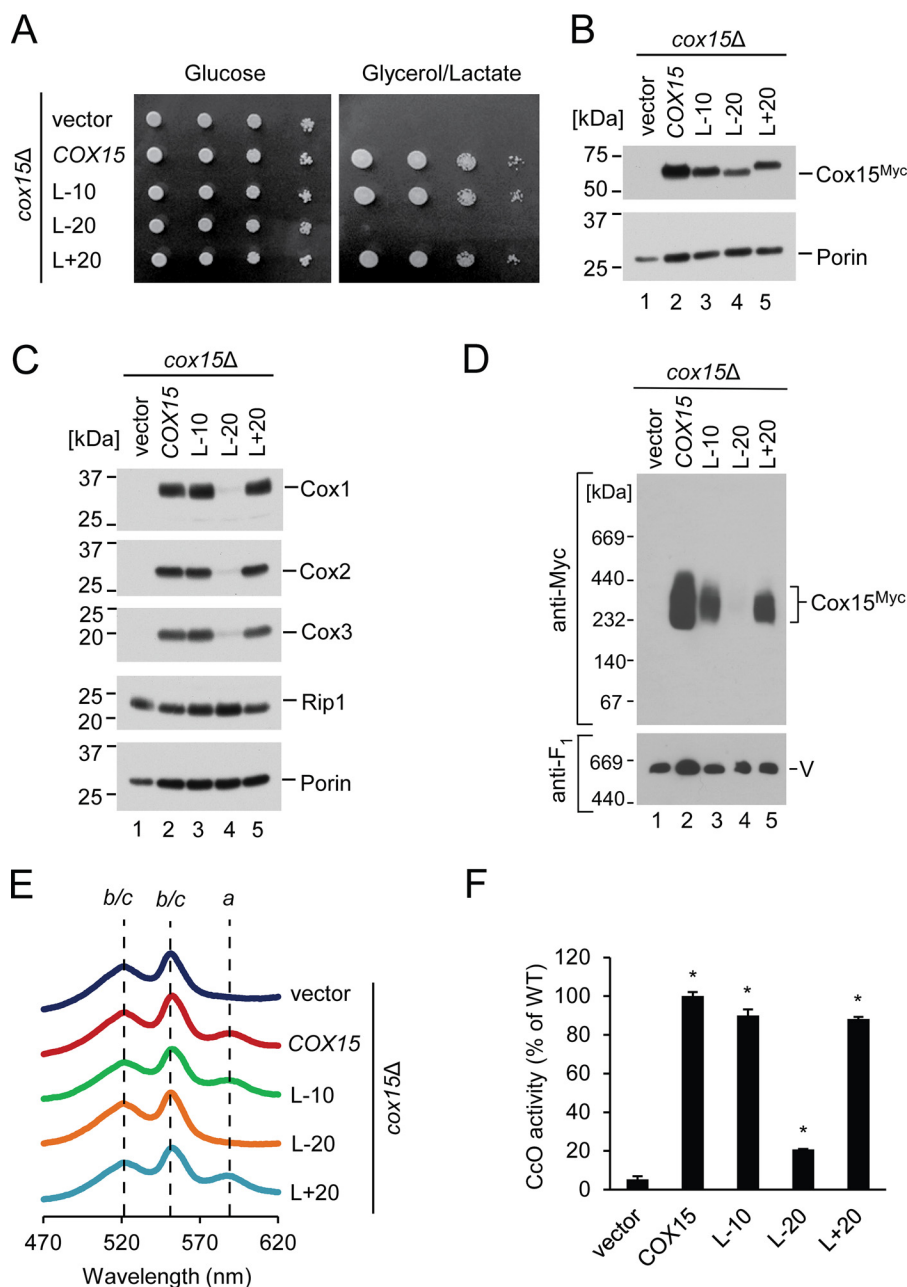 A
Glucose
Glycerol/Lactate
cox15Δ
vector
COX15
L-10
L-20
L+20
B
cox15Δ
[kDa]
vector
COX15
L-10
L-20
L+20
75
50
Cox15Myc
37
25
Porin
1 2 3 4 5
C
cox15Δ
[kDa]
vector
COX15
L-10
L-20
L+20
37
25
Cox1
37
25
Cox2
25
20
Cox3
25
20
Rip1
37
25
Porin
1 2 3 4 5
D
cox15Δ
vector
COX15
L-10
L-20
L+20
anti-Myc
[kDa]
669
440
232
140
67
Cox15Myc
anti-F1
669
440
V
1 2 3 4 5
E
b/c b/c a
vector
COX15
L-10
L-20
L+20
cox15Δ
470 520 570 620
Wavelength (nm)
F
CcO activity (% of WT)
120
100
80
60
40
20
0
* * * *
vector
COX15
L-10
L-20
L+20